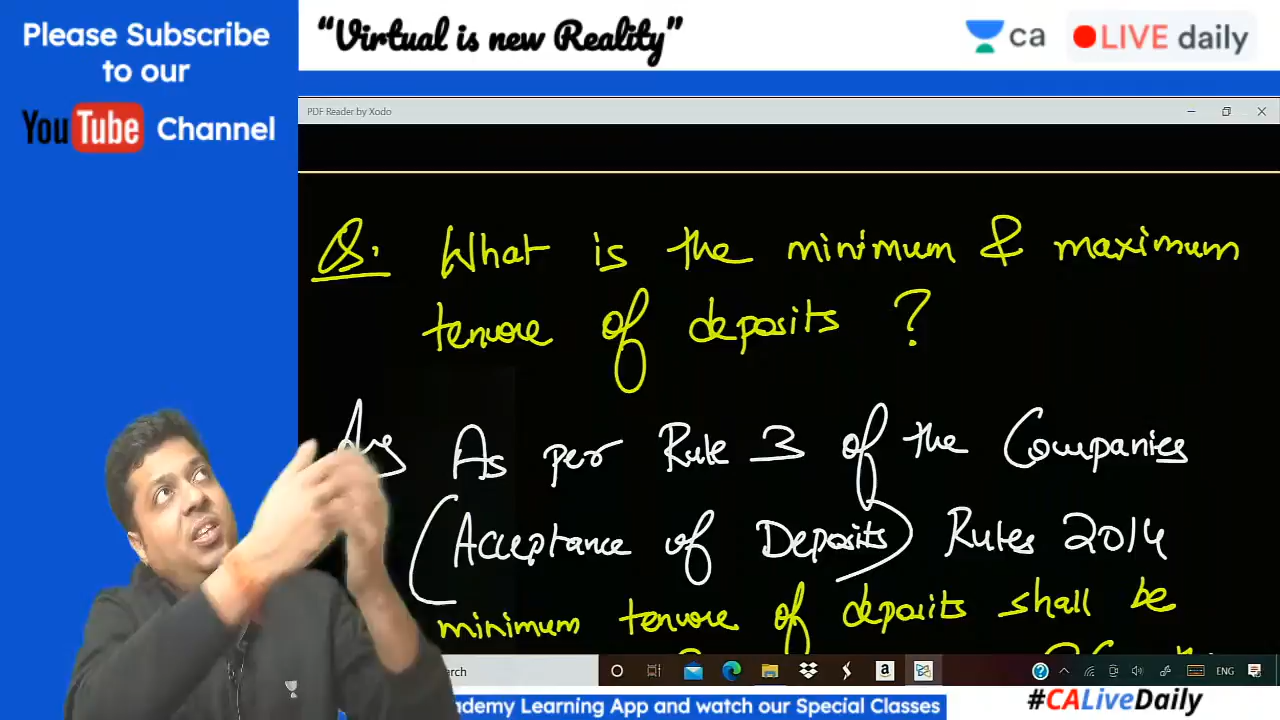 Please Subscribe
to our
YouTube Channel
"Virtual is new Reality"
ca
LIVE daily
PDF Reader by Xodo
Q. What is the minimum & maximum
tenure of deposits ?
Ans As per Rule 3 of the Companies
(Acceptance of Deposits) Rules 2014
minimum tenure of deposits shall be
ENG
ademy Learning App and watch our Special Classes
#CALiveDaily